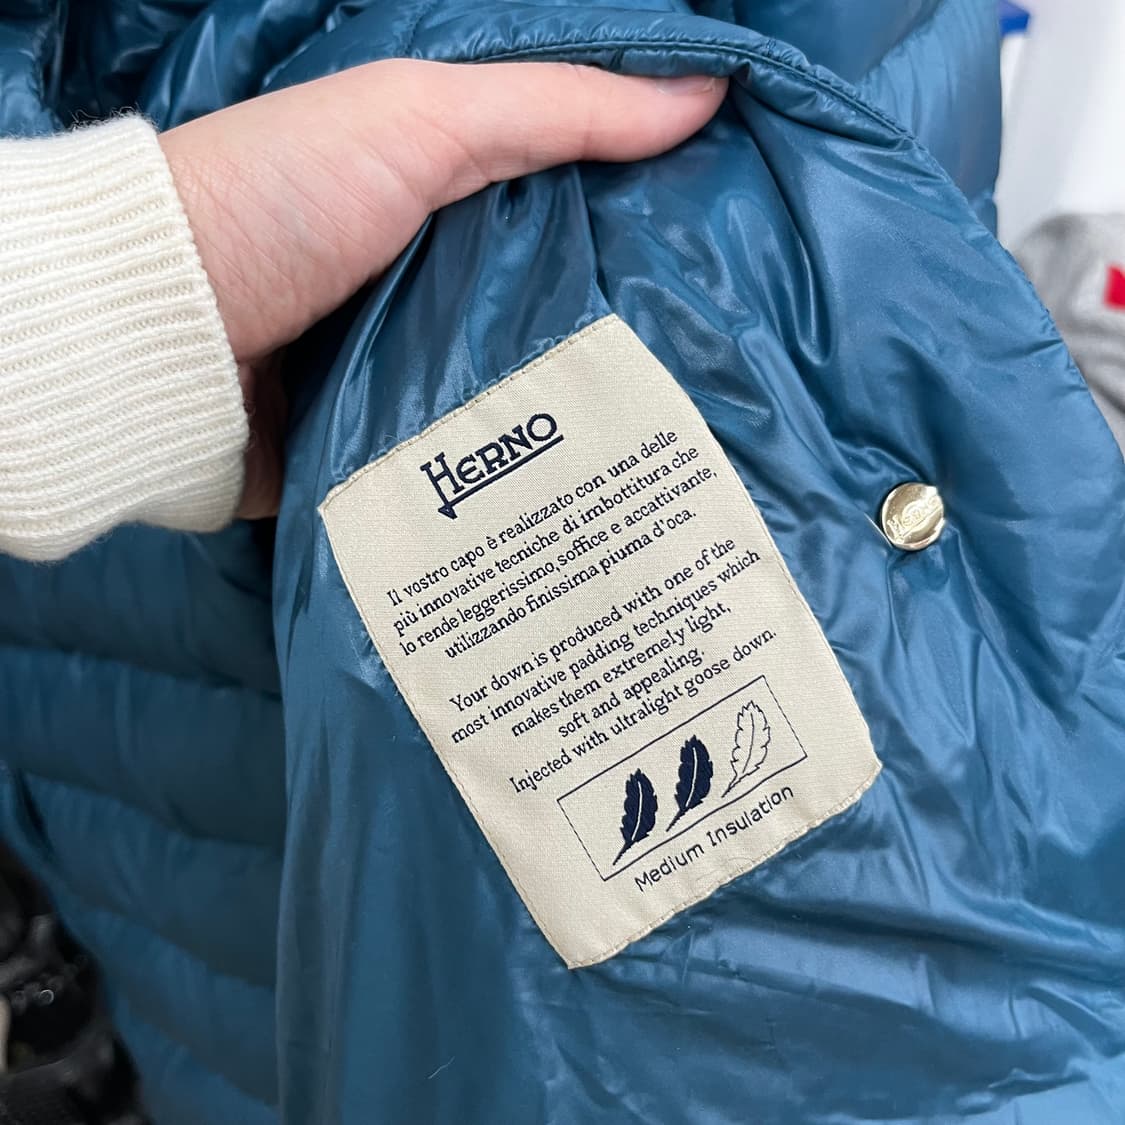 HERNO
Il vostro capo è realizzato con una delle
più innovative tecniche di imbottitura che
lo rende leggerissimo, soffice e accattivante,
utilizzando finissima piuma d'oca.
Your down is produced with one of the
most innovative padding techniques which
makes them extremely light,
soft and appealing.
Injected with ultralight goose down.
Medium Insulation
HERNO